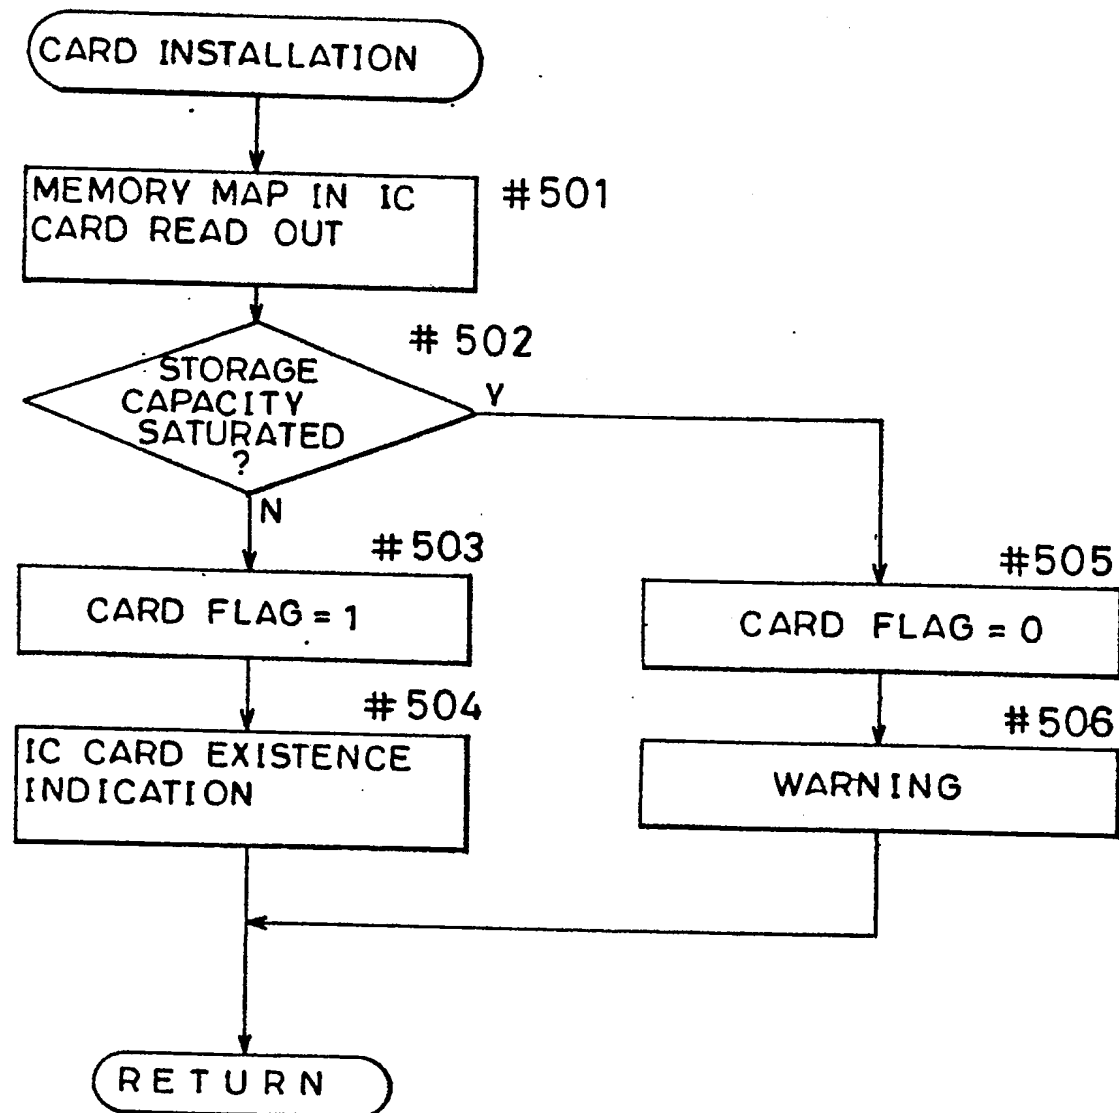 CARD INSTALLATION
MEMORY MAP IN IC
CARD READ OUT
#501
#502
STORAGE
CAPACITY
SATURATED
?
Y
N
#503
CARD FLAG = 1
#504
IC CARD EXISTENCE
INDICATION
#505
CARD FLAG = 0
#506
WARNING
RETURN